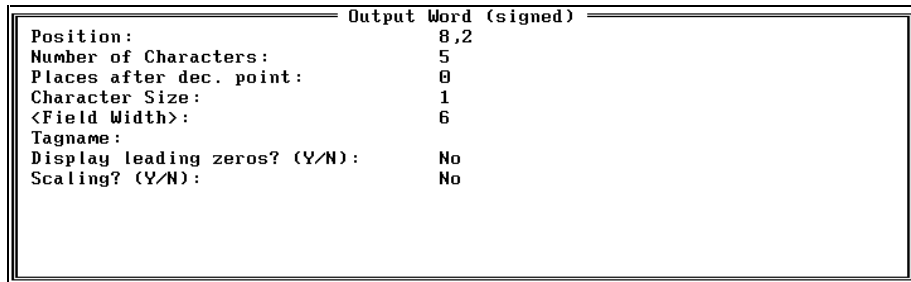 Output Word (signed)
Position: 8,2
Number of Characters: 5
Places after dec. point: 0
Character Size: 1
<Field Width>: 6
Tagname:
Display leading zeros? (Y/N): No
Scaling? (Y/N): No